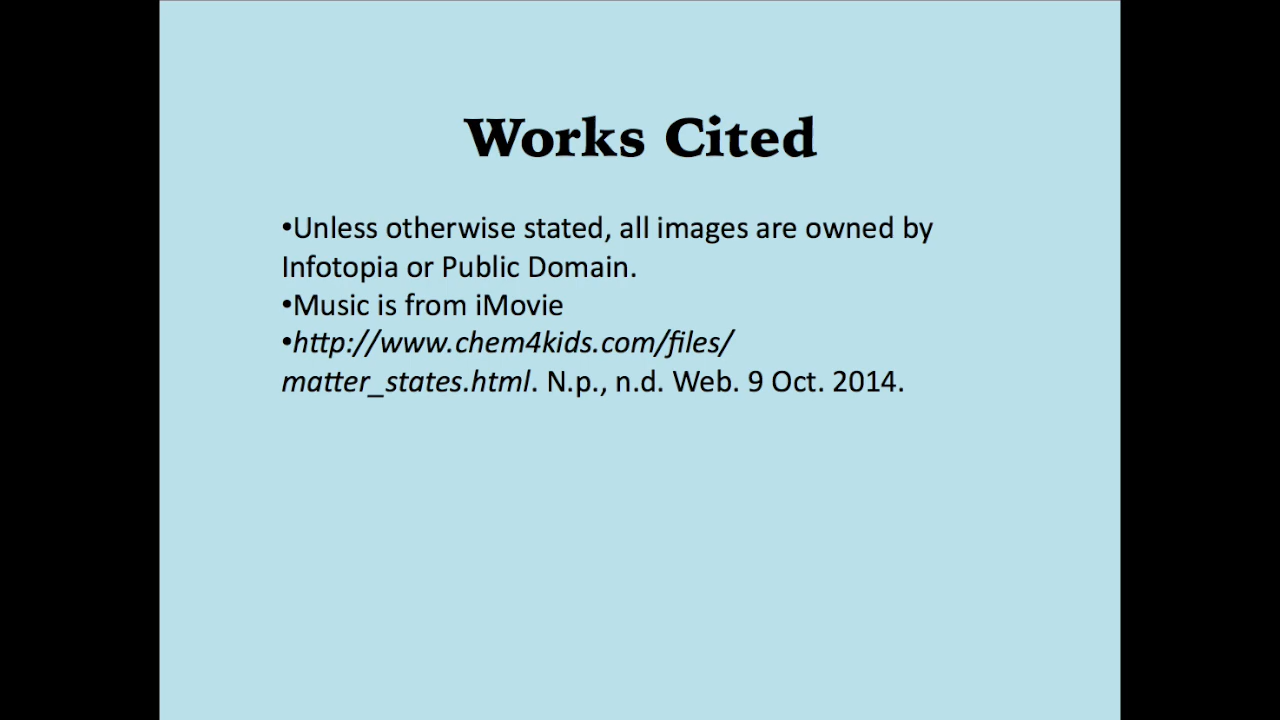 Works Cited
•Unless otherwise stated, all images are owned by
Infotopia or Public Domain.
•Music is from iMovie
•http://www.chem4kids.com/files/
matter_states.html. N.p., n.d. Web. 9 Oct. 2014.